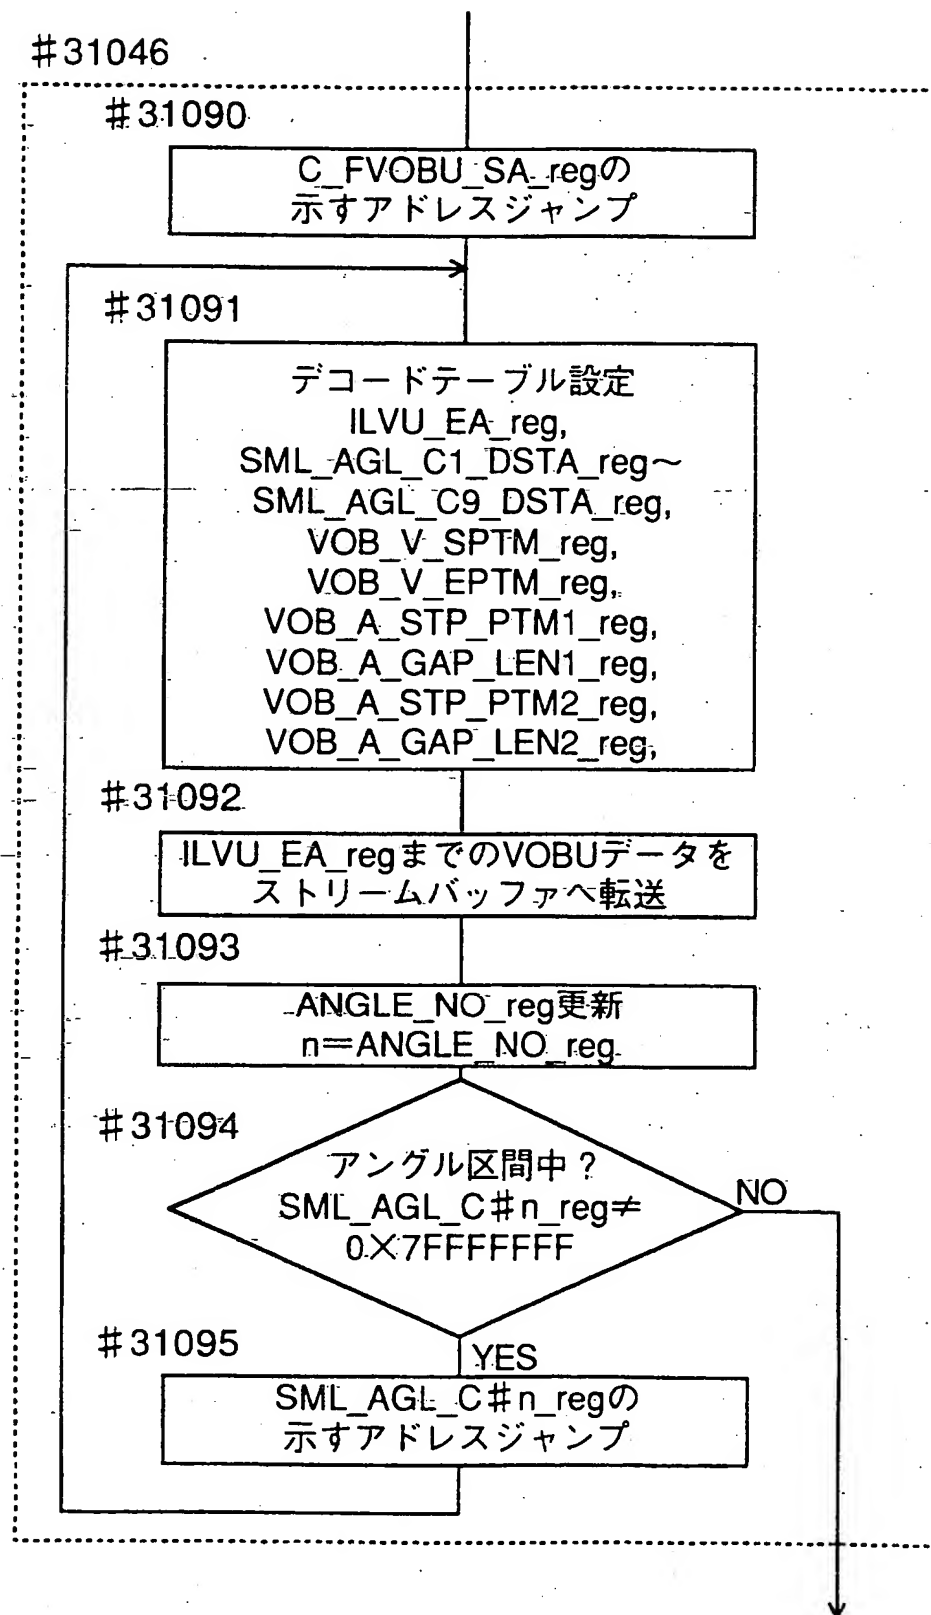 #31046
#31090
C_FVOBU_SA_regの
示すアドレスジャンプ
#31091
デコードテーブル設定
ILVU_EA_reg,
SML_AGL_C1_DSTA_reg～
SML_AGL_C9_DSTA_reg,
VOB_V_SPTM_reg,
VOB_V_EPTM_reg,
VOB_A_STP_PTM1_reg,
VOB_A_GAP_LEN1_reg,
VOB_A_STP_PTM2_reg,
VOB_A_GAP_LEN2_reg,
#31092
ILVU_EA_regまでのVOBUデータを
ストリームバッファへ転送
#31093
ANGLE_NO_reg更新
n=ANGLE_NO_reg
#31094
アングル区間中?
SML_AGL_C#n_reg≠
0×7FFFFFFF
NO
#31095
YES
SML_AGL_C#n_regの
示すアドレスジャンプ